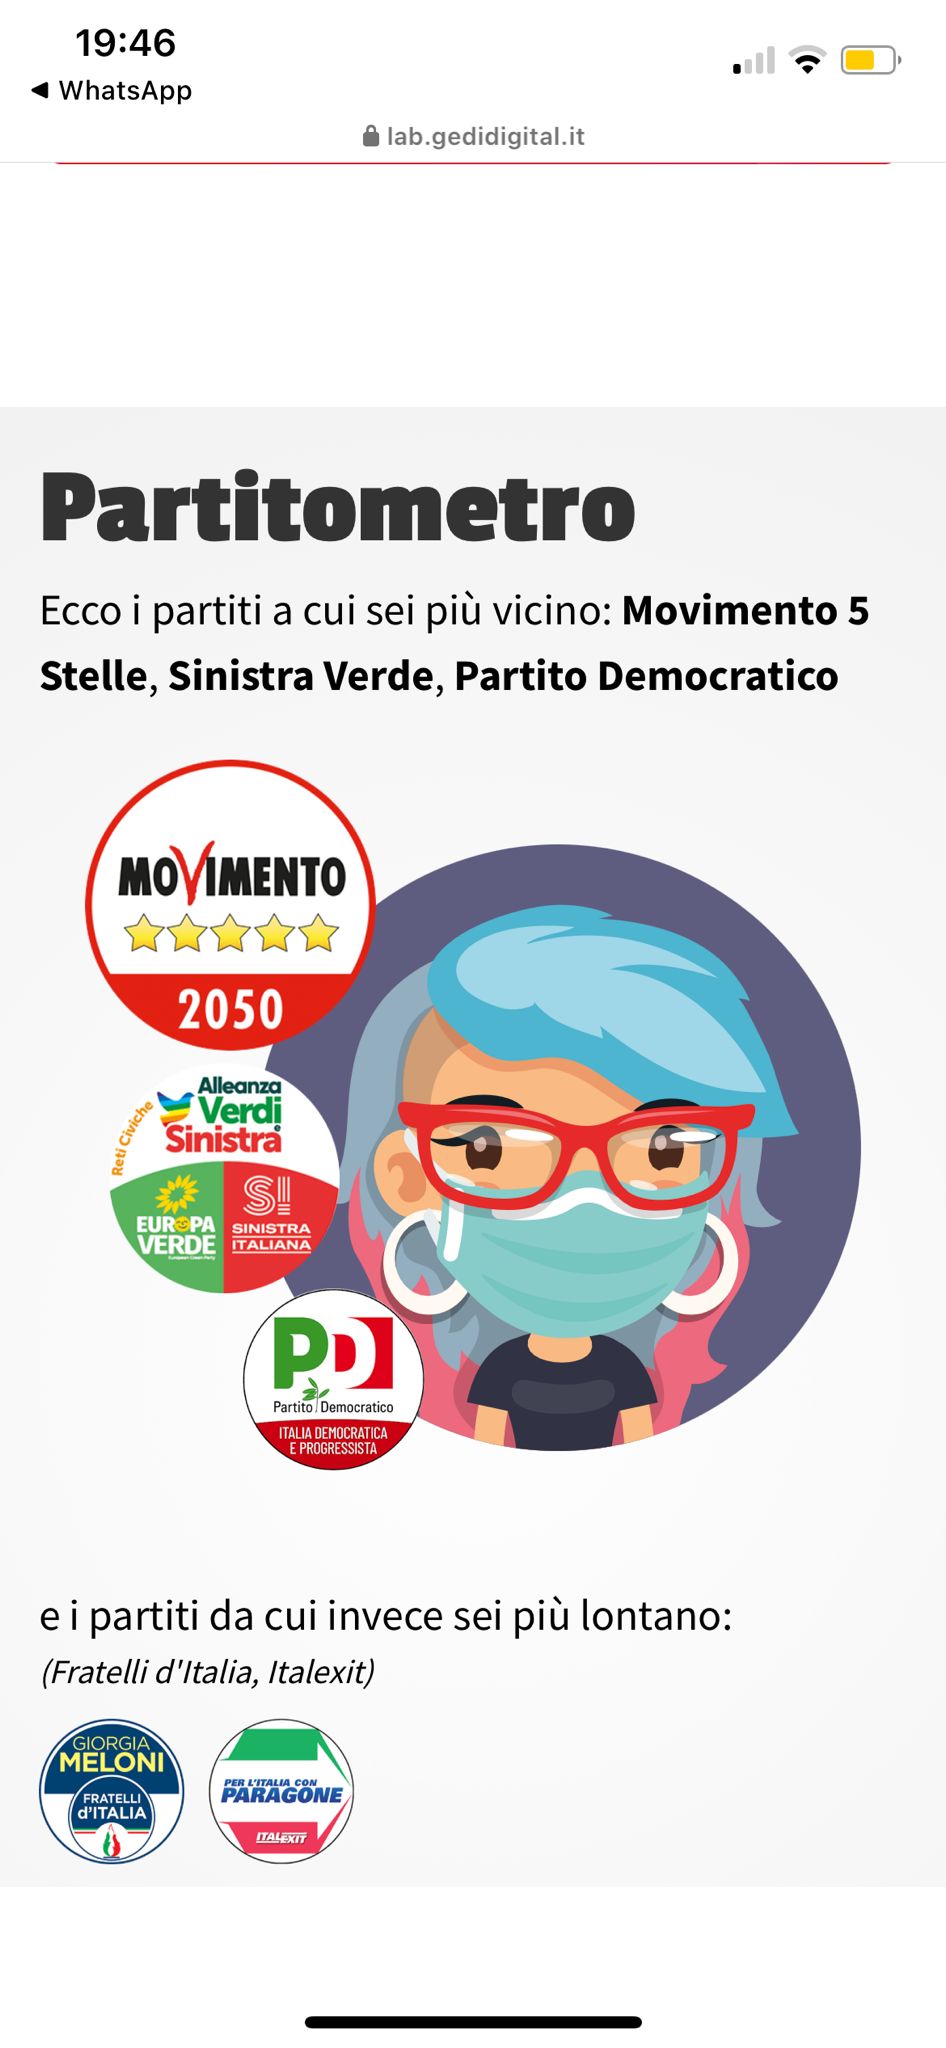 19:46
◀ WhatsApp
lab.gedidigital.it
Partitometro
Ecco i partiti a cui sei più vicino: Movimento 5
Stelle, Sinistra Verde, Partito Democratico
MOVIMENTO
2050
Reti Civiche
Alleanza
Verdi
e
Sinistra
EUROPA
VERDE
European Green Party
SI
SINISTRA
ITALIANA
PD
Partito Democratico
ITALIA DEMOCRATICA
E PROGRESSISTA
e i partiti da cui invece sei più lontano:
(Fratelli d'Italia, Italexit)
GIORGIA
MELONI
FRATELLI
d'ITALIA
PER L'ITALIA CON
PARAGONE
ITALEXIT